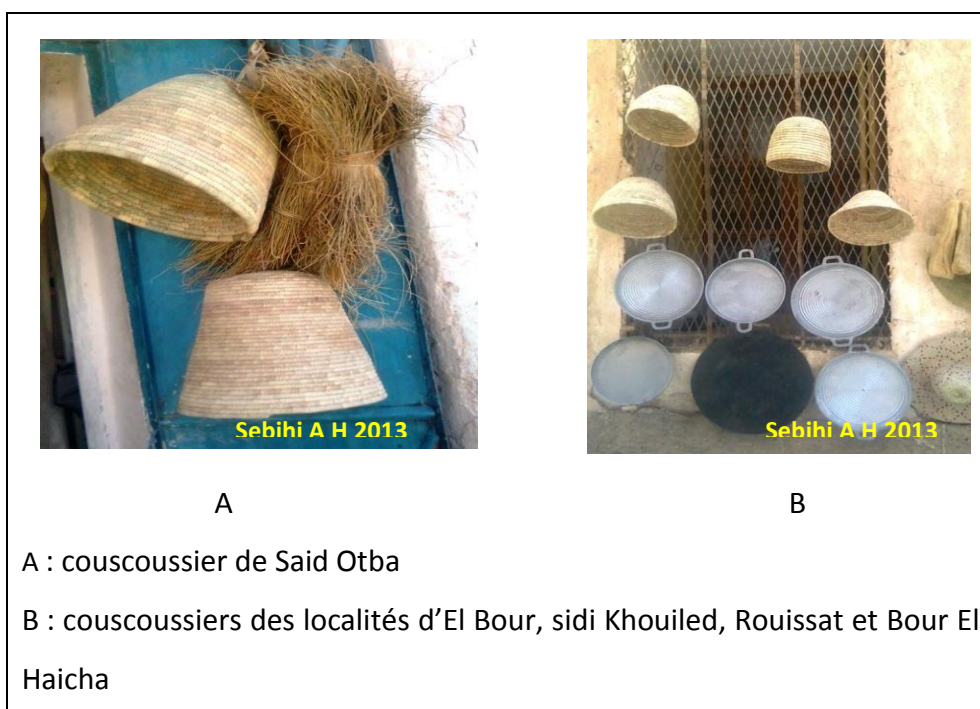 Sebihi A H 2013
Sebihi A H 2013
A
B
A : couscoussier de Said Otba
B : couscoussiers des localités d’El Bour, sidi Khouiled, Rouissat et Bour El
Haicha